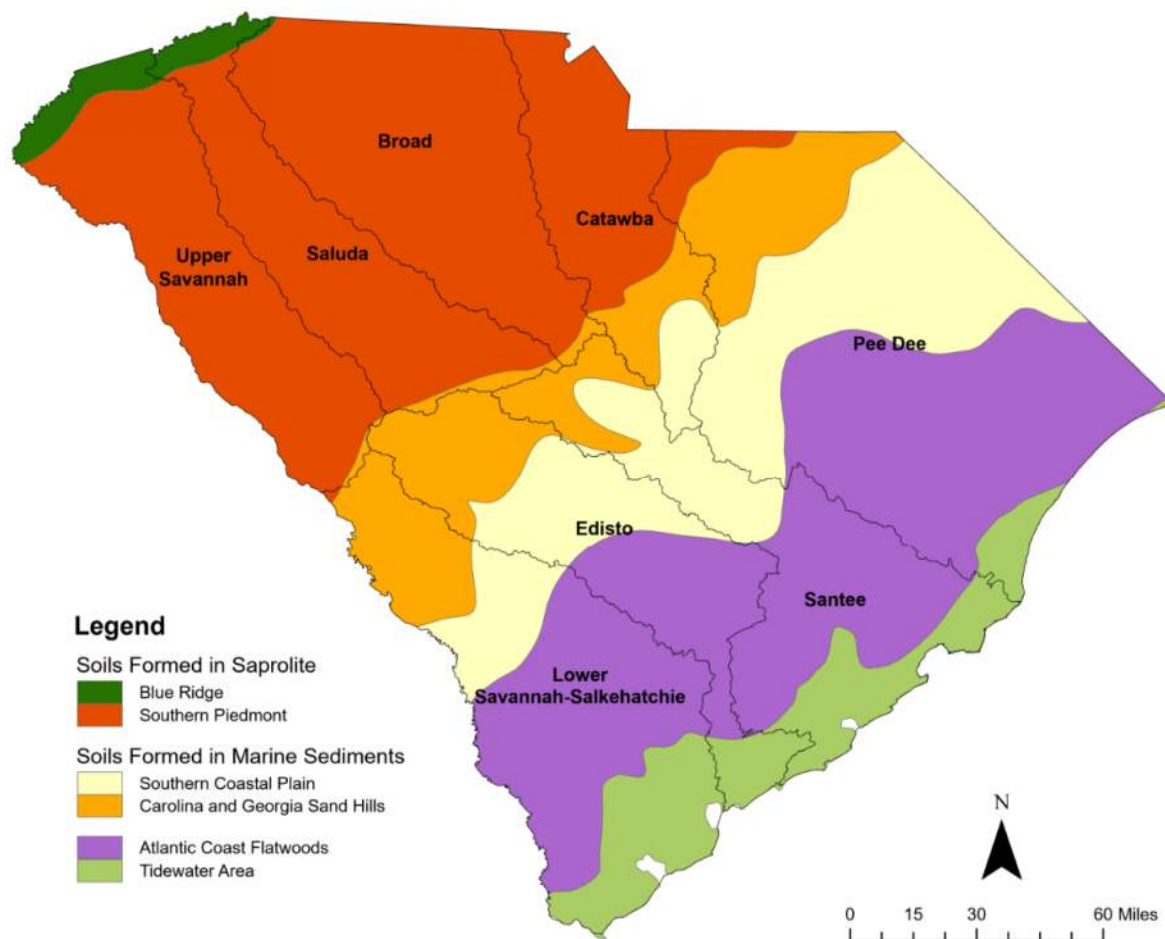 Broad
Catawba
Upper
Savannah
Saluda
Pee Dee
Edisto
Santee
Lower
Savannah-Salkehatchie
Legend
Soils Formed in Saprolite
Blue Ridge
Southern Piedmont
Soils Formed in Marine Sediments
Southern Coastal Plain
Carolina and Georgia Sand Hills
Atlantic Coast Flatwoods
Tidewater Area
N
0 15 30 60 Miles